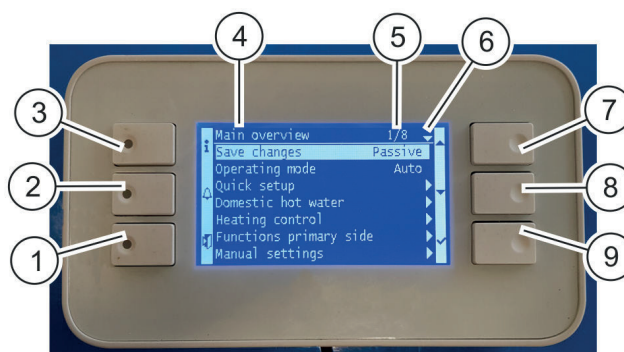 4
5
6
3
7
2
8
1
9
Main overview 1/8
Save changes Passive
Operating mode Auto
Quick setup
Domestic hot water
Heating control
Functions primary side
Manual settings